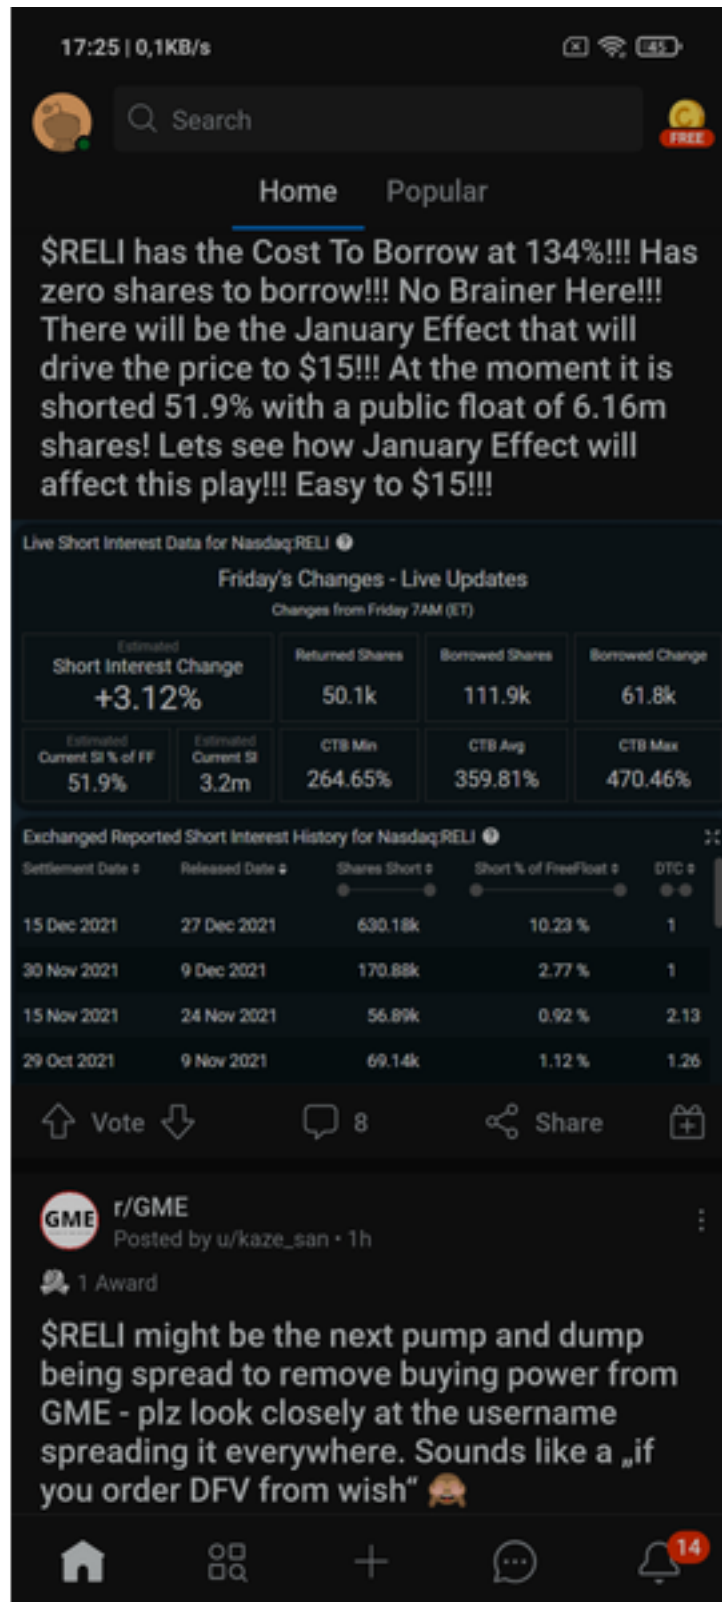 17:25 | 0,1KB/s
45
Search
C
FREE
Home Popular
$RELI has the Cost To Borrow at 134%!!! Has
zero shares to borrow!!! No Brainer Here!!!
There will be the January Effect that will
drive the price to $15!!! At the moment it is
shorted 51.9% with a public float of 6.16m
shares! Lets see how January Effect will
affect this play!!! Easy to $15!!!
Live Short Interest Data for Nasdaq:RELI ?
Friday's Changes - Live Updates
Changes from Friday 7AM (ET)
Estimated
Short Interest Change
+3.12%
Returned Shares
50.1k
Borrowed Shares
111.9k
Borrowed Change
61.8k
Estimated
Current SI % of FF
51.9%
Estimated
Current SI
3.2m
CTB Min
264.65%
CTB Avg
359.81%
CTB Max
470.46%
Exchanged Reported Short Interest History for Nasdaq:RELI ?
Settlement Date Released Date Shares Short Short % of FreeFloat DTC
15 Dec 2021 27 Dec 2021 630.18k 10.23 % 1
30 Nov 2021 9 Dec 2021 170.88k 2.77 % 1
15 Nov 2021 24 Nov 2021 56.89k 0.92 % 2.13
29 Oct 2021 9 Nov 2021 69.14k 1.12 % 1.26
Vote 8 Share
GME
r/GME
Posted by u/kaze_san • 1h
1 Award
$RELI might be the next pump and dump
being spread to remove buying power from
GME - plz look closely at the username
spreading it everywhere. Sounds like a „if
you order DFV from wish“ 🙈
14